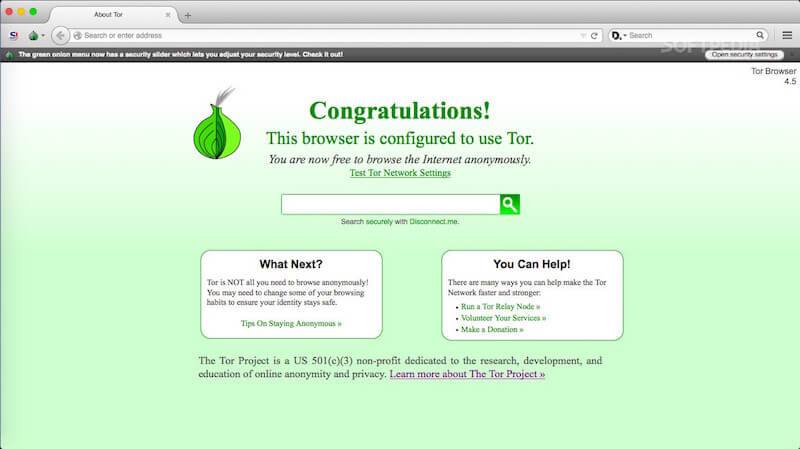 About Tor
Search or enter address
Search
SOFTPEDIA
The green onion menu now has a security slider which lets you adjust your security level. Check it out!
Open security settings
Tor Browser
4.5
Congratulations!
This browser is configured to use Tor.
You are now free to browse the Internet anonymously.
Test Tor Network Settings
Search securely with Disconnect.me.
What Next?
Tor is NOT all you need to browse anonymously!
You may need to change some of your browsing
habits to ensure your identity stays safe.
Tips On Staying Anonymous »
You Can Help!
There are many ways you can help make the Tor
Network faster and stronger:
• Run a Tor Relay Node »
• Volunteer Your Services »
• Make a Donation »
The Tor Project is a US 501(c)(3) non-profit dedicated to the research, development, and
education of online anonymity and privacy. Learn more about The Tor Project »